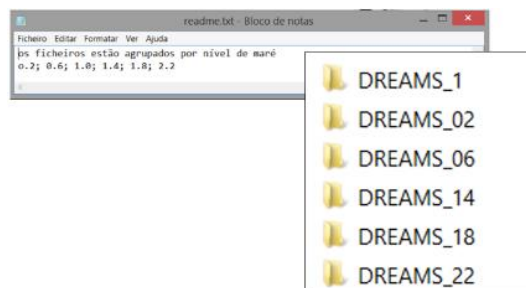 readme.txt - Bloco de notas
Ficheiro Editar Formatar Ver Ajuda
os ficheiros estão agrupados por nível de maré
o.2; 0.6; 1.0; 1.4; 1.8; 2.2
DREAMS_1
DREAMS_02
DREAMS_06
DREAMS_14
DREAMS_18
DREAMS_22